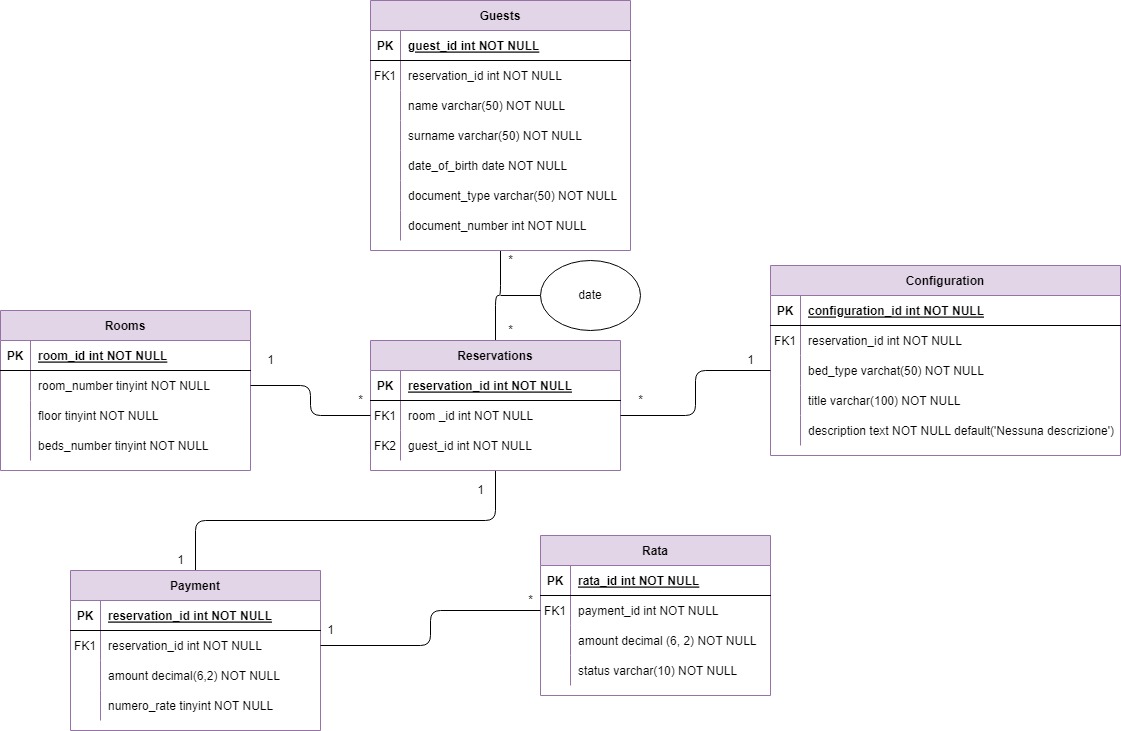 Guests
PK guest_id int NOT NULL
FK1 reservation_id int NOT NULL
name varchar(50) NOT NULL
surname varchar(50) NOT NULL
date_of_birth date NOT NULL
document_type varchar(50) NOT NULL
document_number int NOT NULL
*
date
*
Rooms
PK room_id int NOT NULL
room_number tinyint NOT NULL
floor tinyint NOT NULL
beds_number tinyint NOT NULL
1
*
Reservations
PK reservation_id int NOT NULL
FK1 room _id int NOT NULL
FK2 guest_id int NOT NULL
*
1
Configuration
PK configuration_id int NOT NULL
FK1 reservation_id int NOT NULL
bed_type varchat(50) NOT NULL
title varchar(100) NOT NULL
description text NOT NULL default('Nessuna descrizione')
1
1
Payment
PK reservation_id int NOT NULL
FK1 reservation_id int NOT NULL
amount decimal(6,2) NOT NULL
numero_rate tinyint NOT NULL
1
*
Rata
PK rata_id int NOT NULL
FK1 payment_id int NOT NULL
amount decimal (6, 2) NOT NULL
status varchar(10) NOT NULL